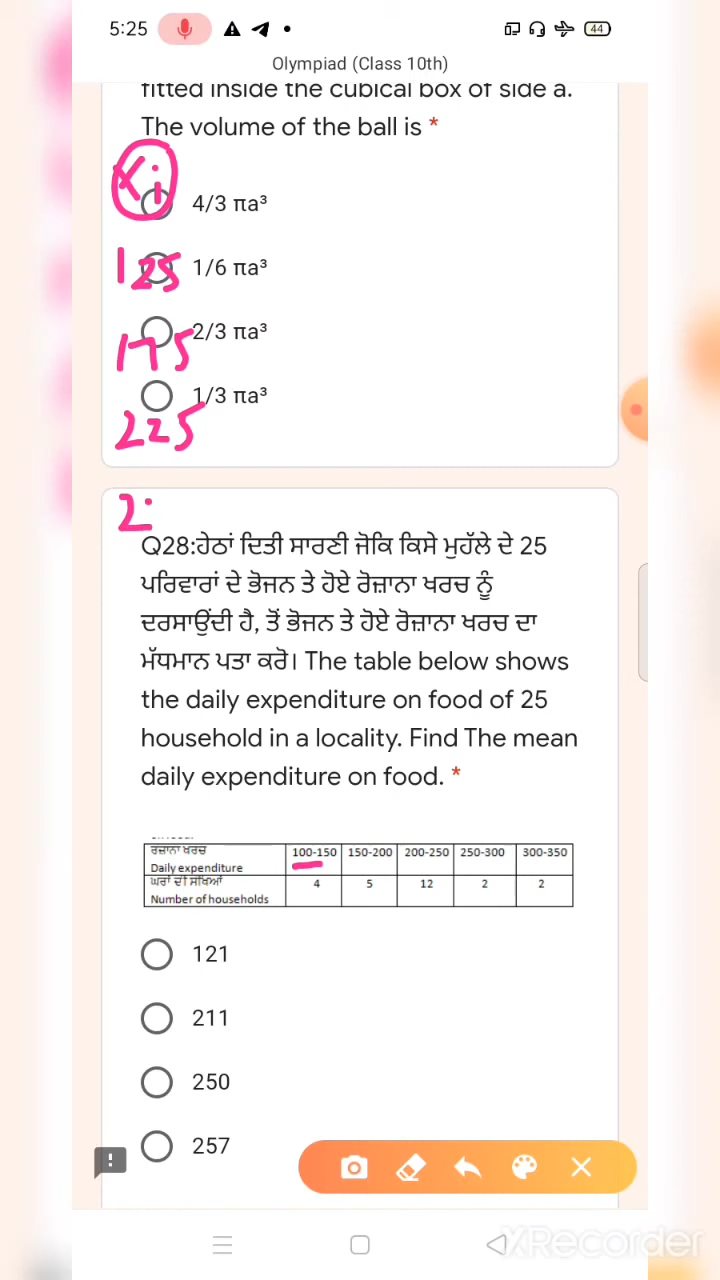 5:25
44
Olympiad (Class 10th)
fitted inside the cubical box of side a.
The volume of the ball is *
xi
4/3 πa³
125
1/6 πa³
175
2/3 πa³
1/3 πa³
225
2
Q28:ਹੇਠਾਂ ਦਿਤੀ ਸਾਰਣੀ ਜੋਕਿ ਕਿਸੇ ਮੁਹੱਲੇ ਦੇ 25
ਪਰਿਵਾਰਾਂ ਦੇ ਭੋਜਨ ਤੇ ਹੋਏ ਰੋਜ਼ਾਨਾ ਖਰਚ ਨੂੰ
ਦਰਸਾਉਂਦੀ ਹੈ, ਤੋਂ ਭੋਜਨ ਤੇ ਹੋਏ ਰੋਜ਼ਾਨਾ ਖਰਚ ਦਾ
ਮੱਧਮਾਨ ਪਤਾ ਕਰੋ। The table below shows
the daily expenditure on food of 25
household in a locality. Find The mean
daily expenditure on food. *
ਰਜ਼ਾਨਾ ਖਰਚ
Daily expenditure 100-150 150-200 200-250 250-300 300-350
ਘਰਾਂ ਦੀ ਸਖਿਆਂ
Number of households 4 5 12 2 2
121
211
250
257
XRecorder